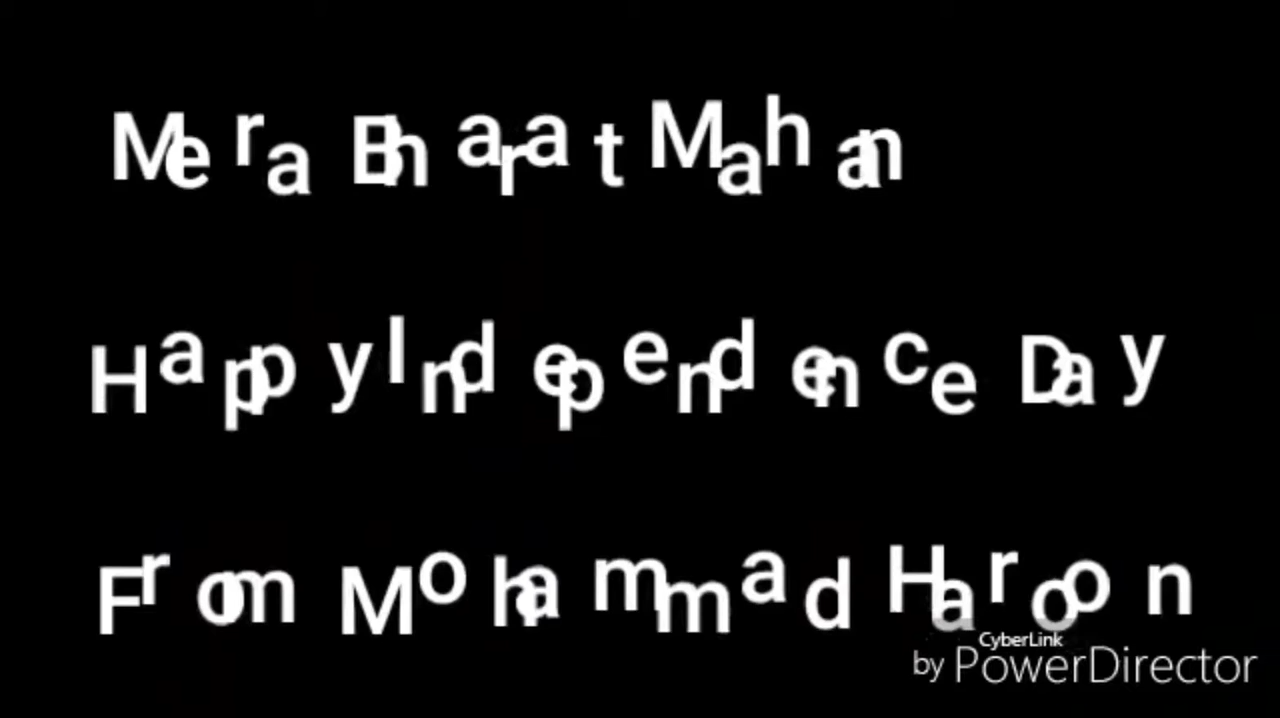 Mera Bharat Mahan
Happy Independence Day
From Mohammad Haroon
CyberLink
by PowerDirector